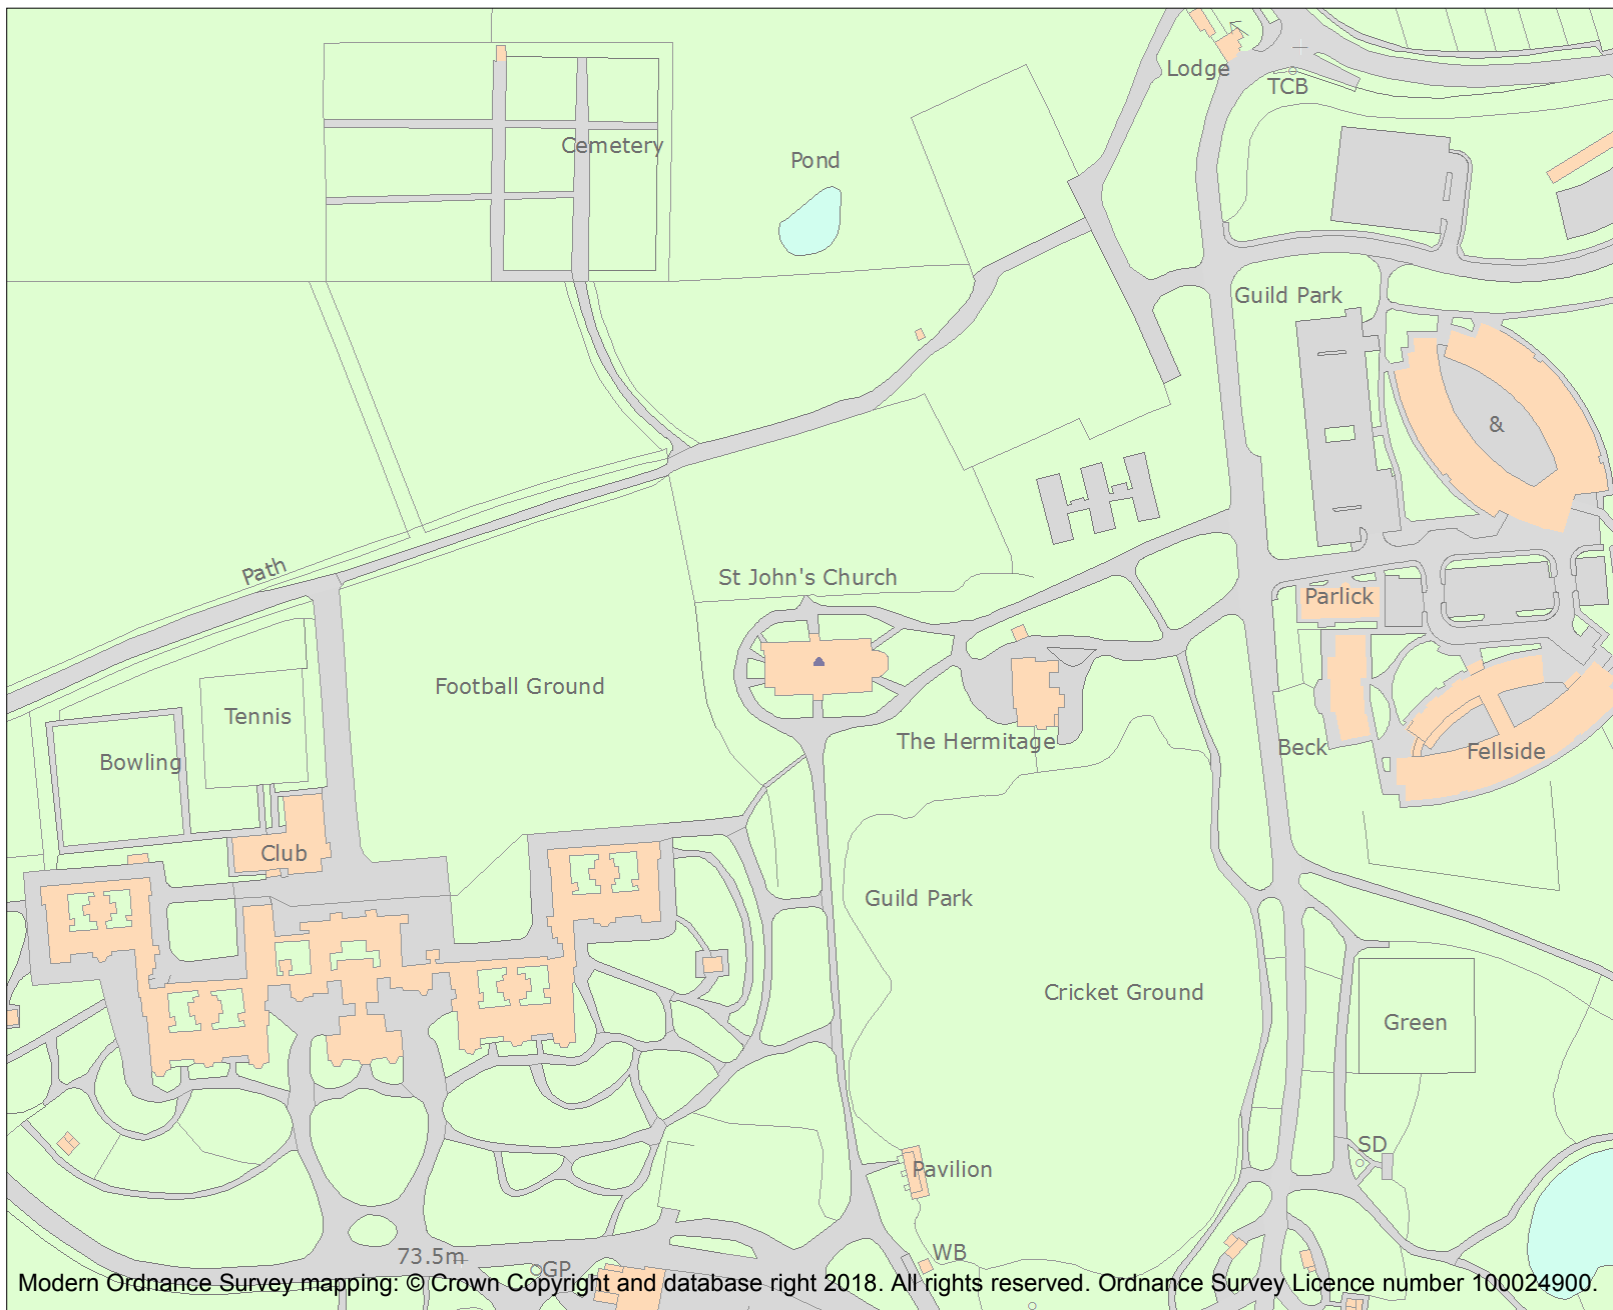 Lodge
TCB
Cemetery
Pond
Guild Park
&
Path
St John's Church
Parlick
Football Ground
Tennis
Bowling
The Hermitage
Beck
Fellside
Club
Guild Park
Cricket Ground
Green
SD
Pavilion
WB
73.5m
GP
Modern Ordnance Survey mapping: © Crown Copyright and database right 2018. All rights reserved. Ordnance Survey Licence number 100024900.